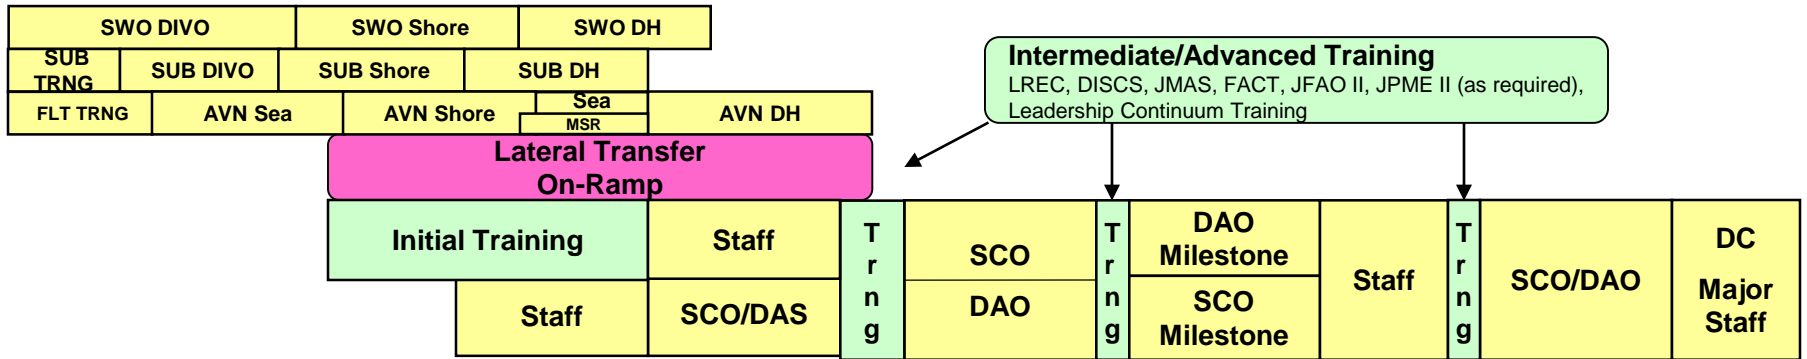 SWO DIVO
SWO Shore
SWO DH
SUB
TRNG
SUB DIVO
SUB Shore
SUB DH
FLT TRNG
AVN Sea
AVN Shore
Sea
MSR
AVN DH
Intermediate/Advanced Training
LREC, DISCS, JMAS, FACT, JFAO II, JPME II (as required),
Leadership Continuum Training
Lateral Transfer
On-Ramp
Initial Training
Staff
Staff
SCO/DAS
T
r
n
g
SCO
DAO
T
r
n
g
DAO
Milestone
SCO
Milestone
Staff
T
r
n
g
SCO/DAO
DC
Major
Staff